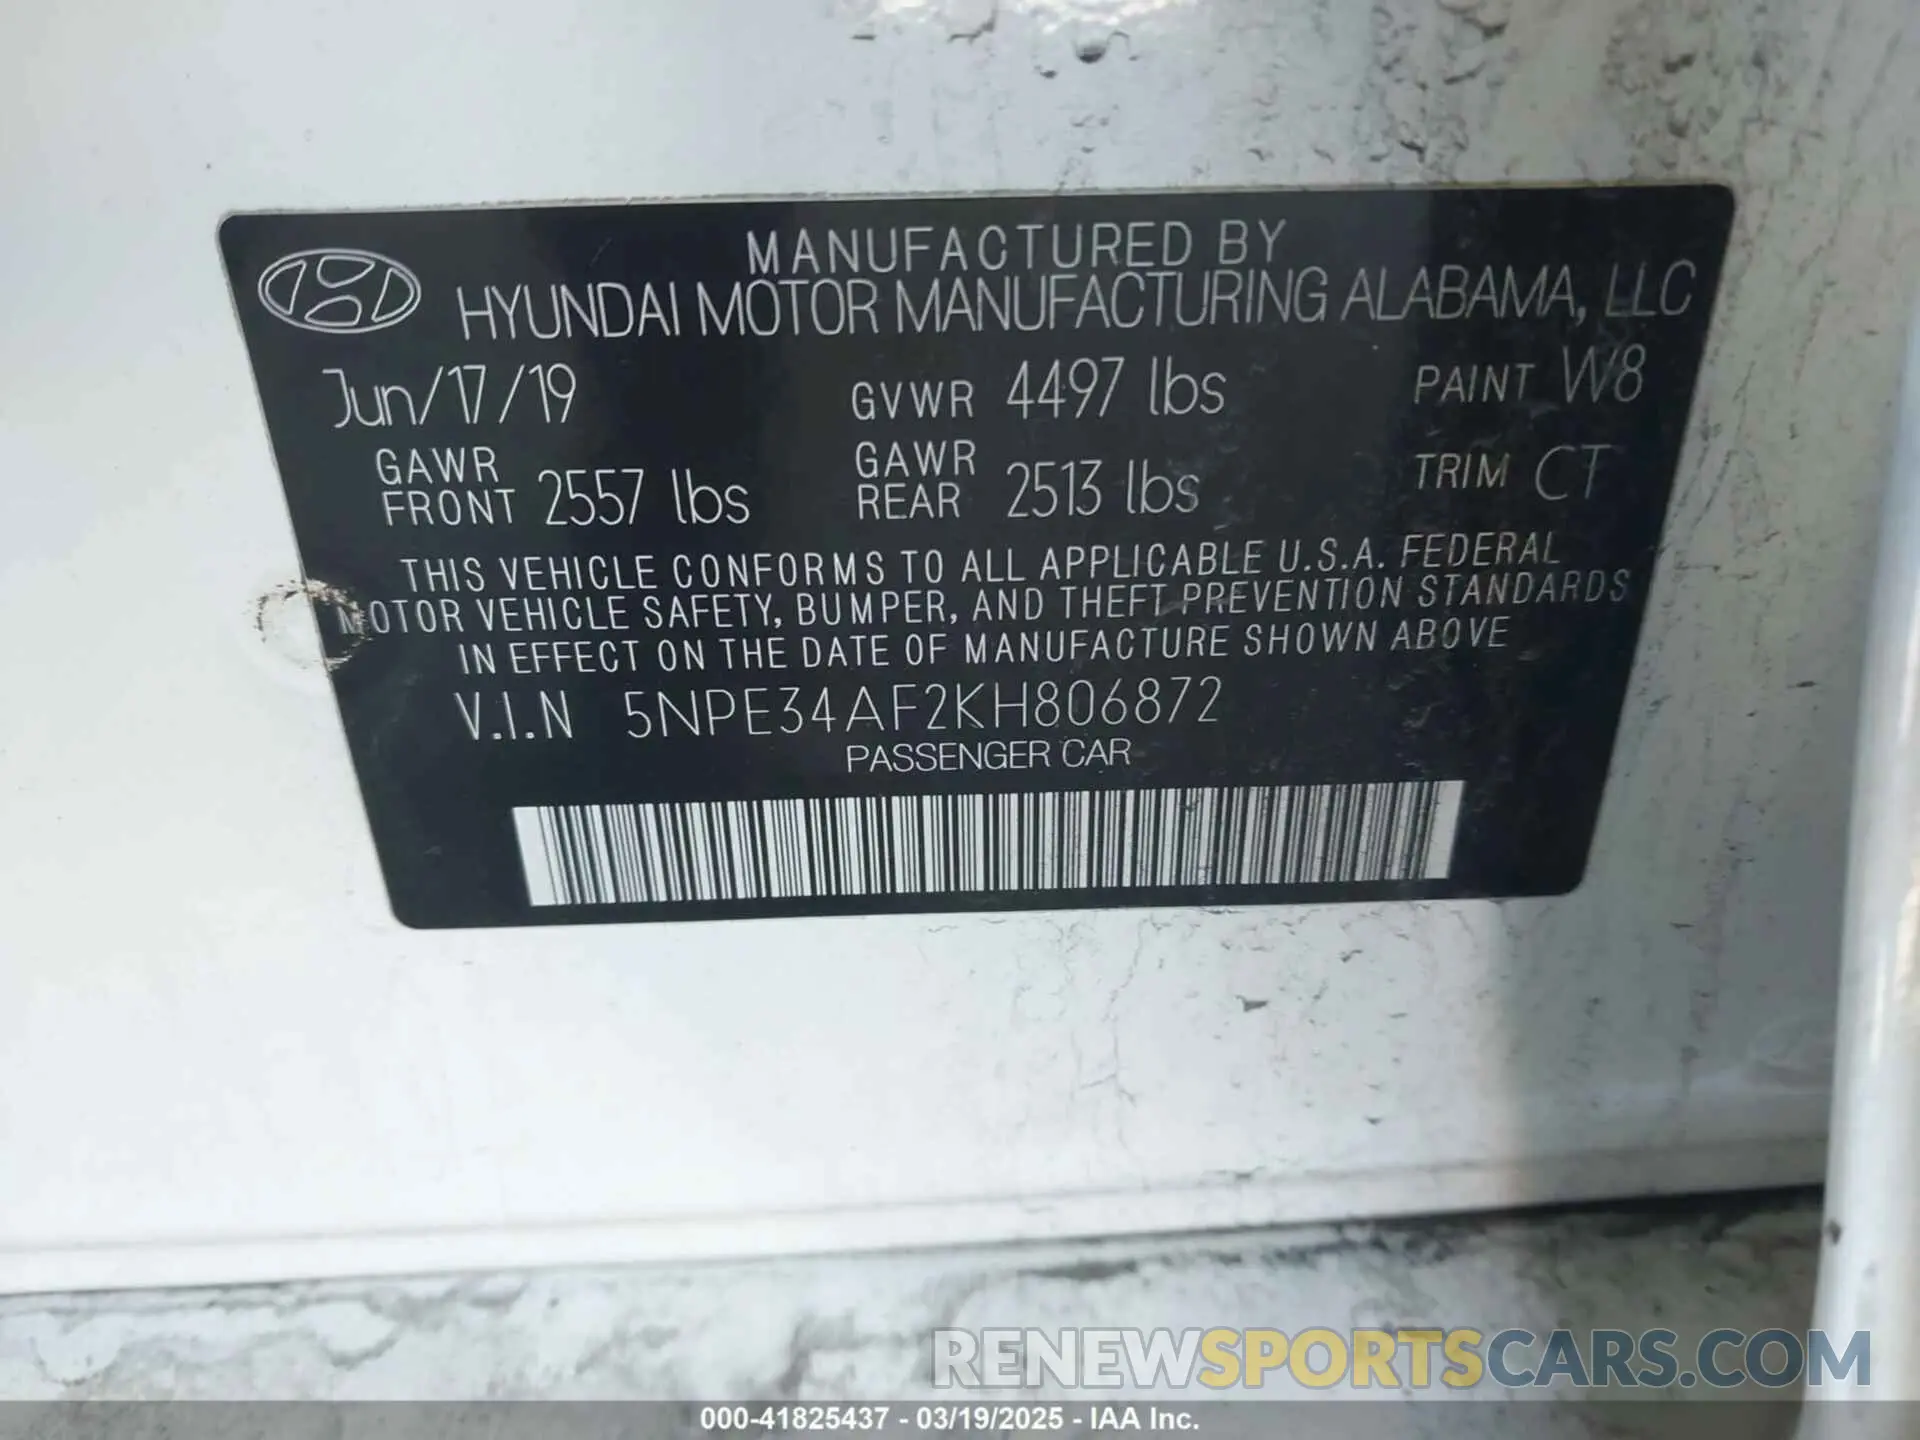 MANUFACTURED BY
HYUNDAI MOTOR MANUFACTURING ALABAMA, LLC
Jun/17/19 GVWR 4497 lbs PAINT W8
GAWR FRONT 2557 lbs GAWR REAR 2513 lbs TRIM CT
THIS VEHICLE CONFORMS TO ALL APPLICABLE U.S.A. FEDERAL
MOTOR VEHICLE SAFETY, BUMPER, AND THEFT PREVENTION STANDARDS
IN EFFECT ON THE DATE OF MANUFACTURE SHOWN ABOVE
V.I.N 5NPE34AF2KH806872
PASSENGER CAR
RENEWSPORTSCARS.COM
000-41825437 - 03/19/2025 - IAA Inc.